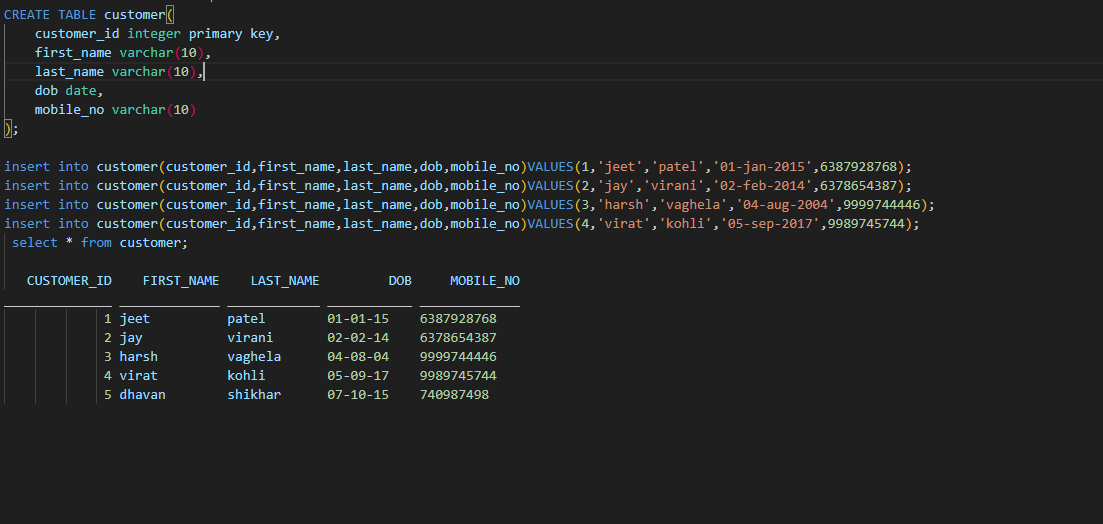 CREATE TABLE customer(
customer_id integer primary key,
first_name varchar(10),
last_name varchar(10),
dob date,
mobile_no varchar(10)
);
insert into customer(customer_id,first_name,last_name,dob,mobile_no)VALUES(1,'jeet','patel','01-jan-2015',6387928768);
insert into customer(customer_id,first_name,last_name,dob,mobile_no)VALUES(2,'jay','virani','02-feb-2014',6378654387);
insert into customer(customer_id,first_name,last_name,dob,mobile_no)VALUES(3,'harsh','vaghela','04-aug-2004',9999744446);
insert into customer(customer_id,first_name,last_name,dob,mobile_no)VALUES(4,'virat','kohli','05-sep-2017',9989745744);
select * from customer;
CUSTOMER_ID FIRST_NAME LAST_NAME DOB MOBILE_NO
______________ _____________ ____________ ___________ _____________
1 jeet patel 01-01-15 6387928768
2 jay virani 02-02-14 6378654387
3 harsh vaghela 04-08-04 9999744446
4 virat kohli 05-09-17 9989745744
5 dhavan shikhar 07-10-15 740987498